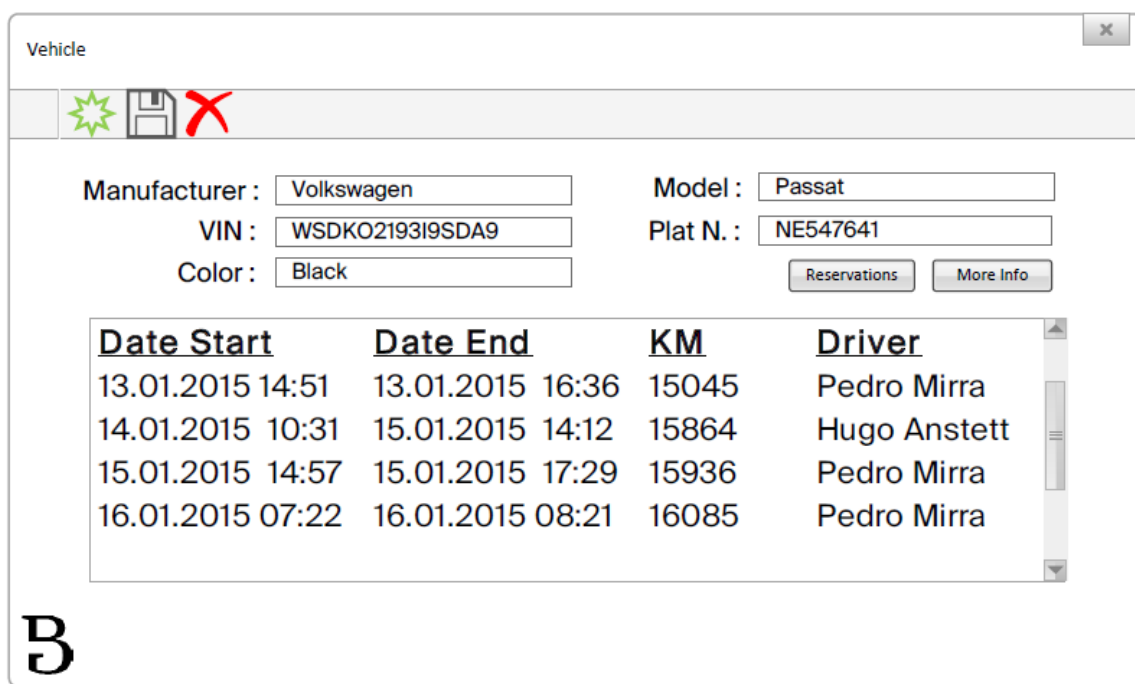 Vehicle
Manufacturer : Volkswagen Model : Passat
VIN : WSDKO2193I9SDA9 Plat N. : NE547641
Color : Black Reservations More Info
Date Start Date End KM Driver
13.01.2015 14:51 13.01.2015 16:36 15045 Pedro Mirra
14.01.2015 10:31 15.01.2015 14:12 15864 Hugo Anstett
15.01.2015 14:57 15.01.2015 17:29 15936 Pedro Mirra
16.01.2015 07:22 16.01.2015 08:21 16085 Pedro Mirra